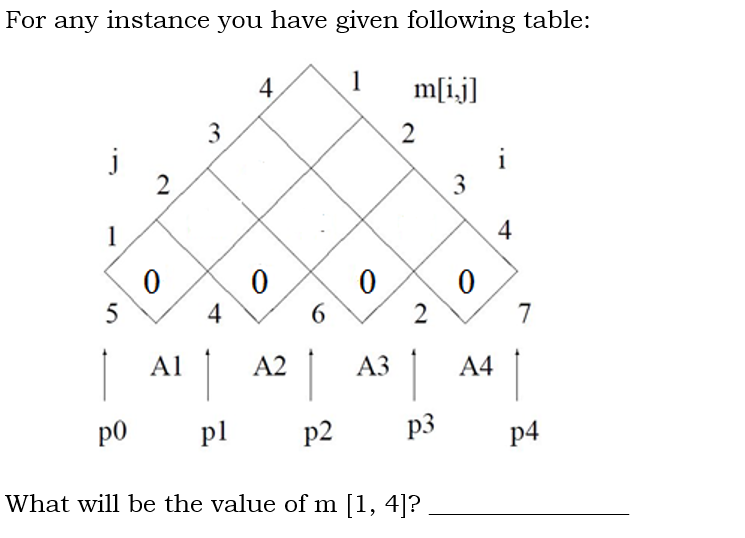 For any instance you have given following table:
4 1 m[i,j]
3 2
j i
2 3
1 4
0 0 0 0
5 4 6 2 7
A1 A2 A3 A4
p0 p1 p2 p3 p4
What will be the value of m [1, 4]? _______________